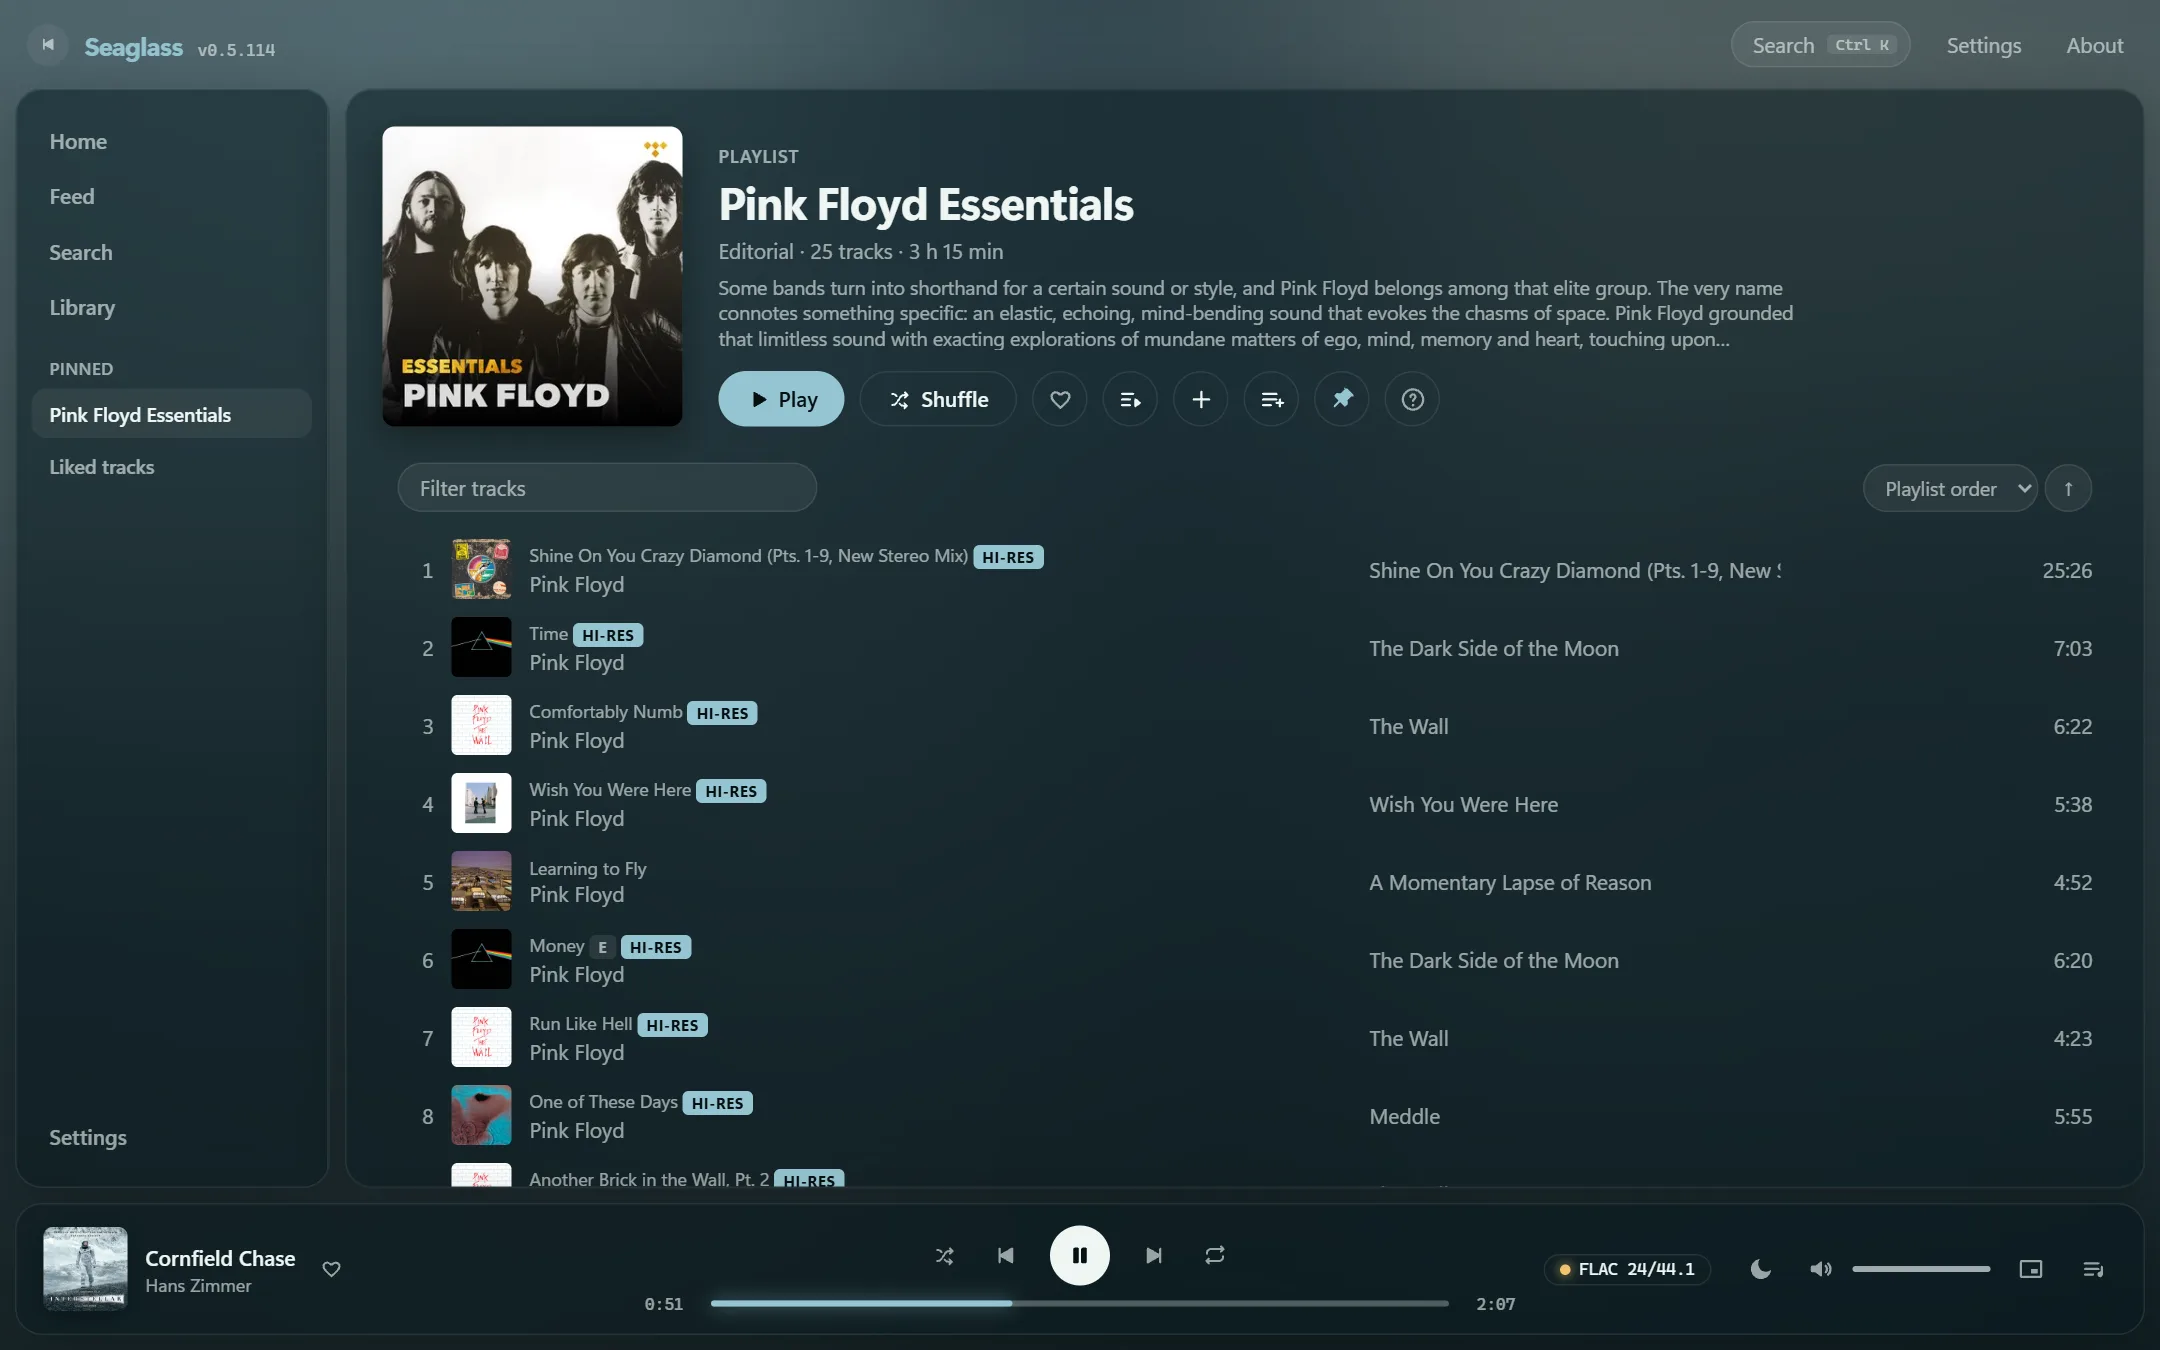 Seaglass v0.5.114
Search Ctrl K
Settings
About
Home
Feed
Search
Library
PINNED
Pink Floyd Essentials
Liked tracks
Settings
ESSENTIALS
PINK FLOYD
PLAYLIST
Pink Floyd Essentials
Editorial · 25 tracks · 3 h 15 min
Some bands turn into shorthand for a certain sound or style, and Pink Floyd belongs among that elite group. The very name
connotes something specific: an elastic, echoing, mind-bending sound that evokes the chasms of space. Pink Floyd grounded
that limitless sound with exacting explorations of mundane matters of ego, mind, memory and heart, touching upon...
Play
Shuffle
Filter tracks
Playlist order
1
Shine On You Crazy Diamond (Pts. 1-9, New Stereo Mix) HI-RES
Pink Floyd
Shine On You Crazy Diamond (Pts. 1-9, New
25:26
2
Time HI-RES
Pink Floyd
The Dark Side of the Moon
7:03
3
PINK
FLOYD
THE
WALL
Comfortably Numb HI-RES
Pink Floyd
The Wall
6:22
4
Wish You Were Here HI-RES
Pink Floyd
Wish You Were Here
5:38
5
Learning to Fly
Pink Floyd
A Momentary Lapse of Reason
4:52
6
Money E HI-RES
Pink Floyd
The Dark Side of the Moon
6:20
7
PINK
FLOYD
THE
WALL
Run Like Hell HI-RES
Pink Floyd
The Wall
4:23
8
One of These Days HI-RES
Pink Floyd
Meddle
5:55
Another Brick in the Wall, Pt. 2 HI-RES
INTERSTELLAR
Cornfield Chase
Hans Zimmer
0:51
2:07
FLAC 24/44.1